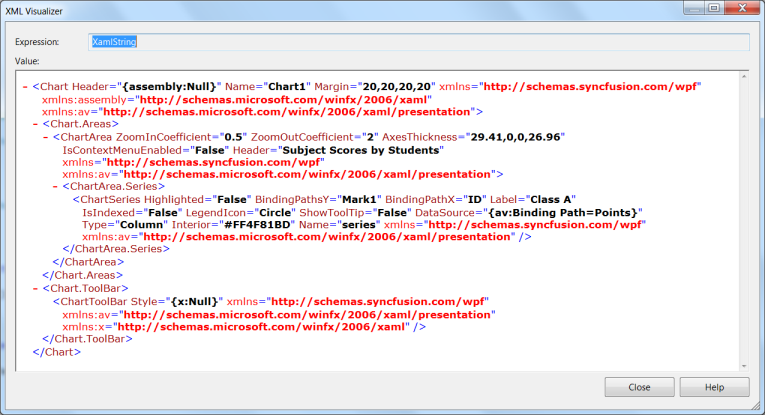 XML Visualizer
Expression: XamlString
Value:
- <Chart Header="{assembly:Null}" Name="Chart1" Margin="20,20,20,20" xmlns="http://schemas.syncfusion.com/wpf"
xmlns:assembly="http://schemas.microsoft.com/winfx/2006/xaml"
xmlns:av="http://schemas.microsoft.com/winfx/2006/xaml/presentation">
- <Chart.Areas>
- <ChartArea ZoomInCoefficient="0.5" ZoomOutCoefficient="2" AxesThickness="29.41,0,0,26.96"
IsContextMenuEnabled="False" Header="Subject Scores by Students"
xmlns="http://schemas.syncfusion.com/wpf"
xmlns:av="http://schemas.microsoft.com/winfx/2006/xaml/presentation">
- <ChartArea.Series>
<ChartSeries Highlighted="False" BindingPathsY="Mark1" BindingPathX="ID" Label="Class A"
IsIndexed="False" LegendIcon="Circle" ShowToolTip="False" DataSource="{av:Binding Path=Points}"
Type="Column" Interior="#FF4F81BD" Name="series" xmlns="http://schemas.syncfusion.com/wpf"
xmlns:av="http://schemas.microsoft.com/winfx/2006/xaml/presentation" />
</ChartArea.Series>
</ChartArea>
</Chart.Areas>
- <Chart.ToolBar>
<ChartToolBar Style="{x:Null}" xmlns="http://schemas.syncfusion.com/wpf"
xmlns:av="http://schemas.microsoft.com/winfx/2006/xaml/presentation"
xmlns:x="http://schemas.microsoft.com/winfx/2006/xaml" />
</Chart.ToolBar>
</Chart>
Close Help